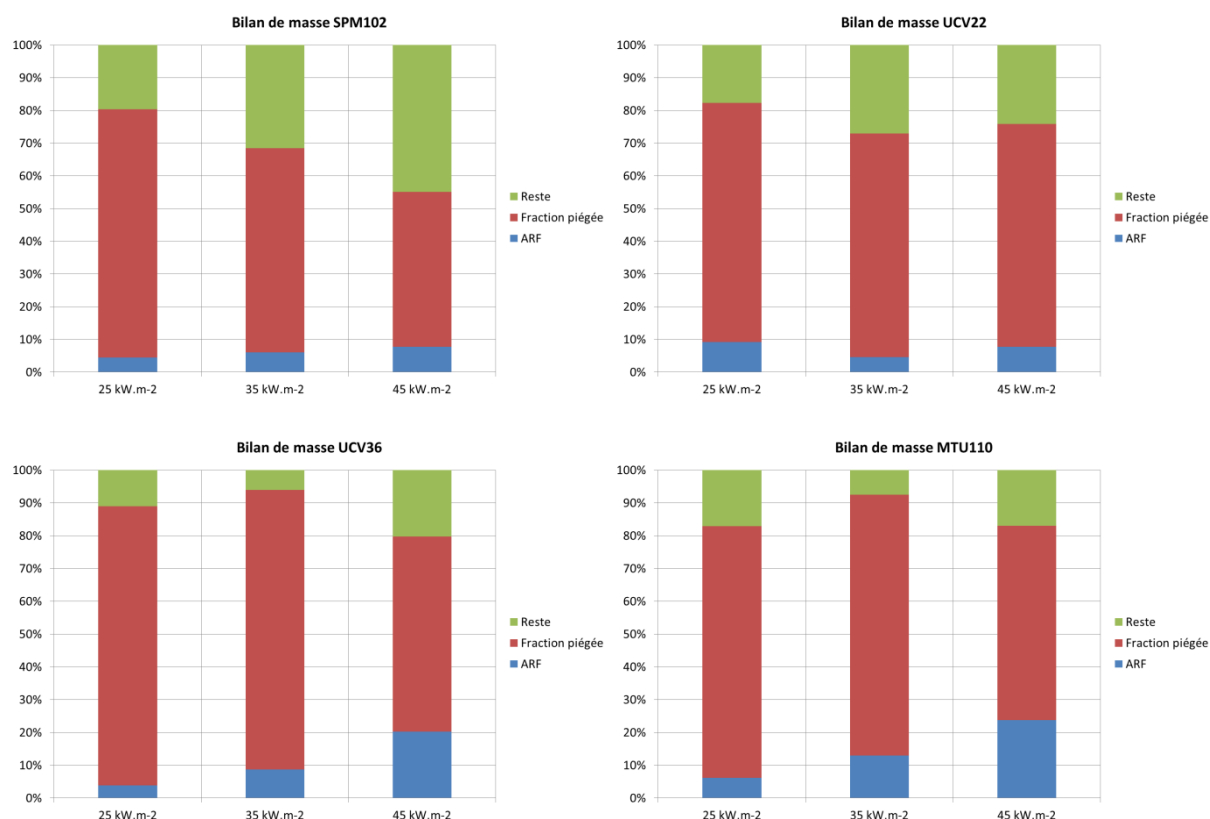 Bilan de masse SPM102
100%
90%
80%
70%
60%
50%
40%
30%
20%
10%
0%
25 kW.m-2 35 kW.m-2 45 kW.m-2
Reste
Fraction piégée
ARF
Bilan de masse UCV22
100%
90%
80%
70%
60%
50%
40%
30%
20%
10%
0%
25 kW.m-2 35 kW.m-2 45 kW.m-2
Reste
Fraction piégée
ARF
Bilan de masse UCV36
100%
90%
80%
70%
60%
50%
40%
30%
20%
10%
0%
25 kW.m-2 35 kW.m-2 45 kW.m-2
Reste
Fraction piégée
ARF
Bilan de masse MTU110
100%
90%
80%
70%
60%
50%
40%
30%
20%
10%
0%
25 kW.m-2 35 kW.m-2 45 kW.m-2
Reste
Fraction piégée
ARF